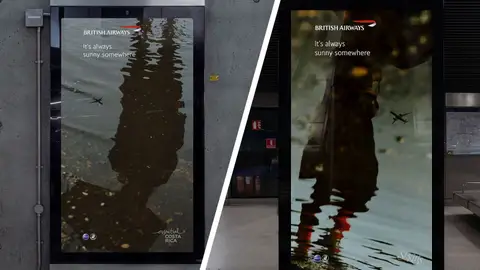 BRITISH AIRWAYS
It's always
sunny somewhere
COSTA
RICA
BRITISH AIRWAYS
It's always
sunny somewhere